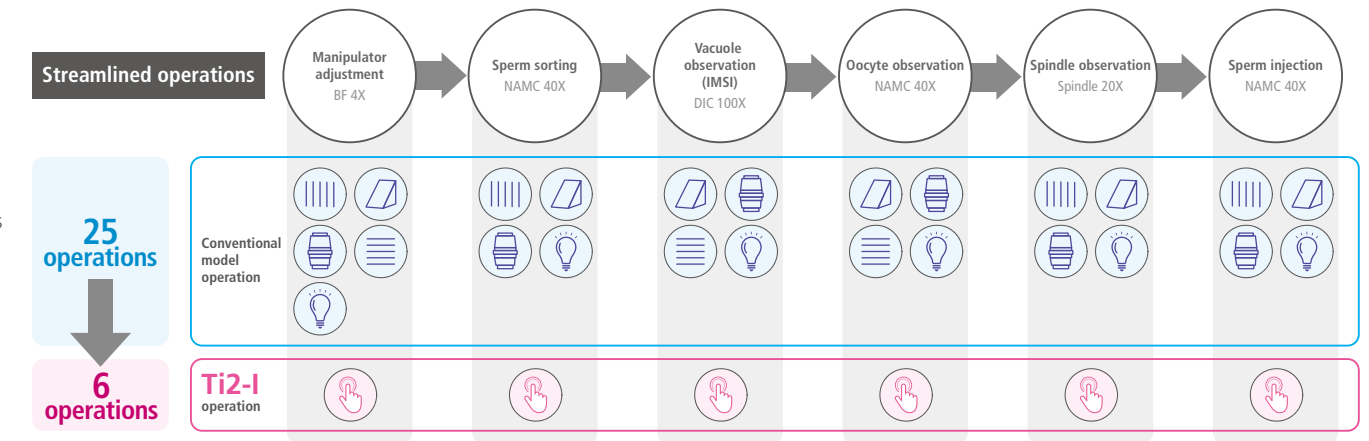 Streamlined operations
Manipulator
adjustment
BF 4X
Sperm sorting
NAMC 40X
Vacuole
observation
(IMSI)
DIC 100X
Oocyte observation
NAMC 40X
Spindle observation
Spindle 20X
Sperm injection
NAMC 40X
s
25
operations
Conventional
model
operation
6
operations
Ti2-I
operation